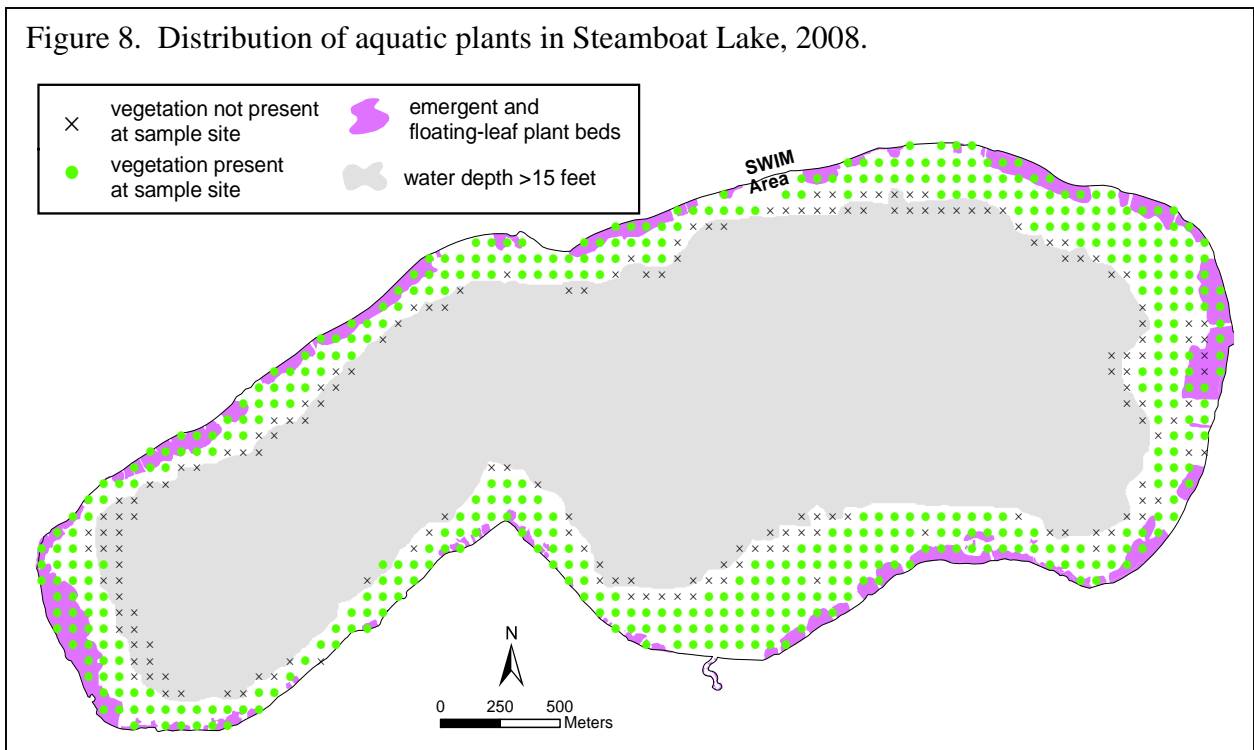 Figure 8. Distribution of aquatic plants in Steamboat Lake, 2008.
vegetation not present
at sample site
vegetation present
at sample site
emergent and
floating-leaf plant beds
water depth >15 feet
SWIM
Area
N
0 250 500
Meters